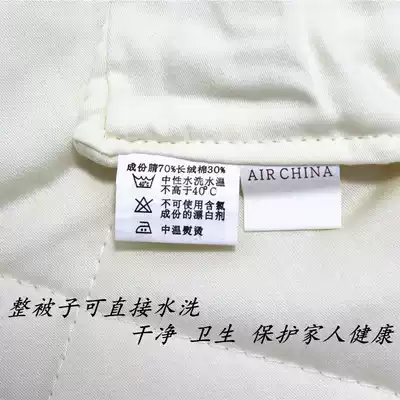 成份腈70%长绒棉30%
中性水洗水温
不高于40°C
不可使用含氯
成份的漂白剂
中温熨烫
AIR CHINA
整被子可直接水洗
干净 卫生 保护家人健康